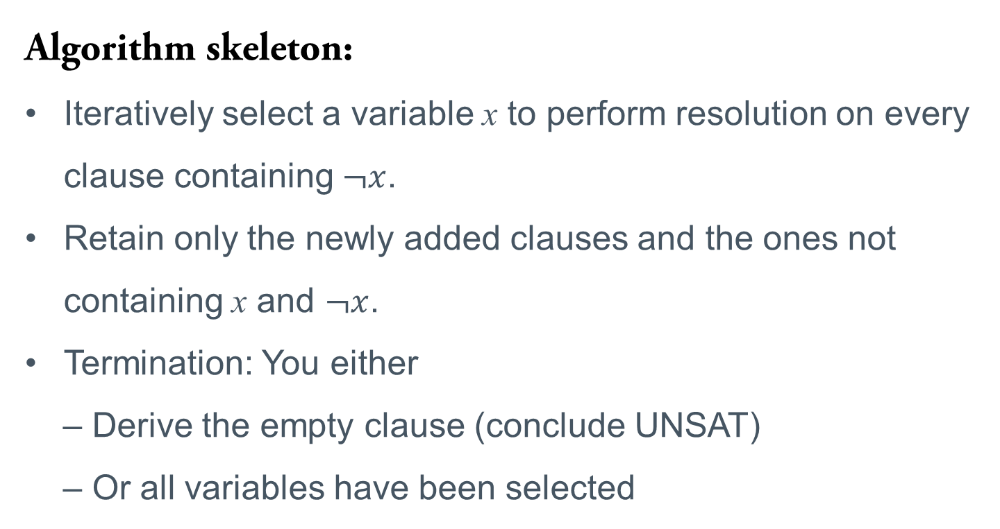 Algorithm skeleton:
• Iteratively select a variable x to perform resolution on every
clause containing ¬x.
• Retain only the newly added clauses and the ones not
containing x and ¬x.
• Termination: You either
– Derive the empty clause (conclude UNSAT)
– Or all variables have been selected